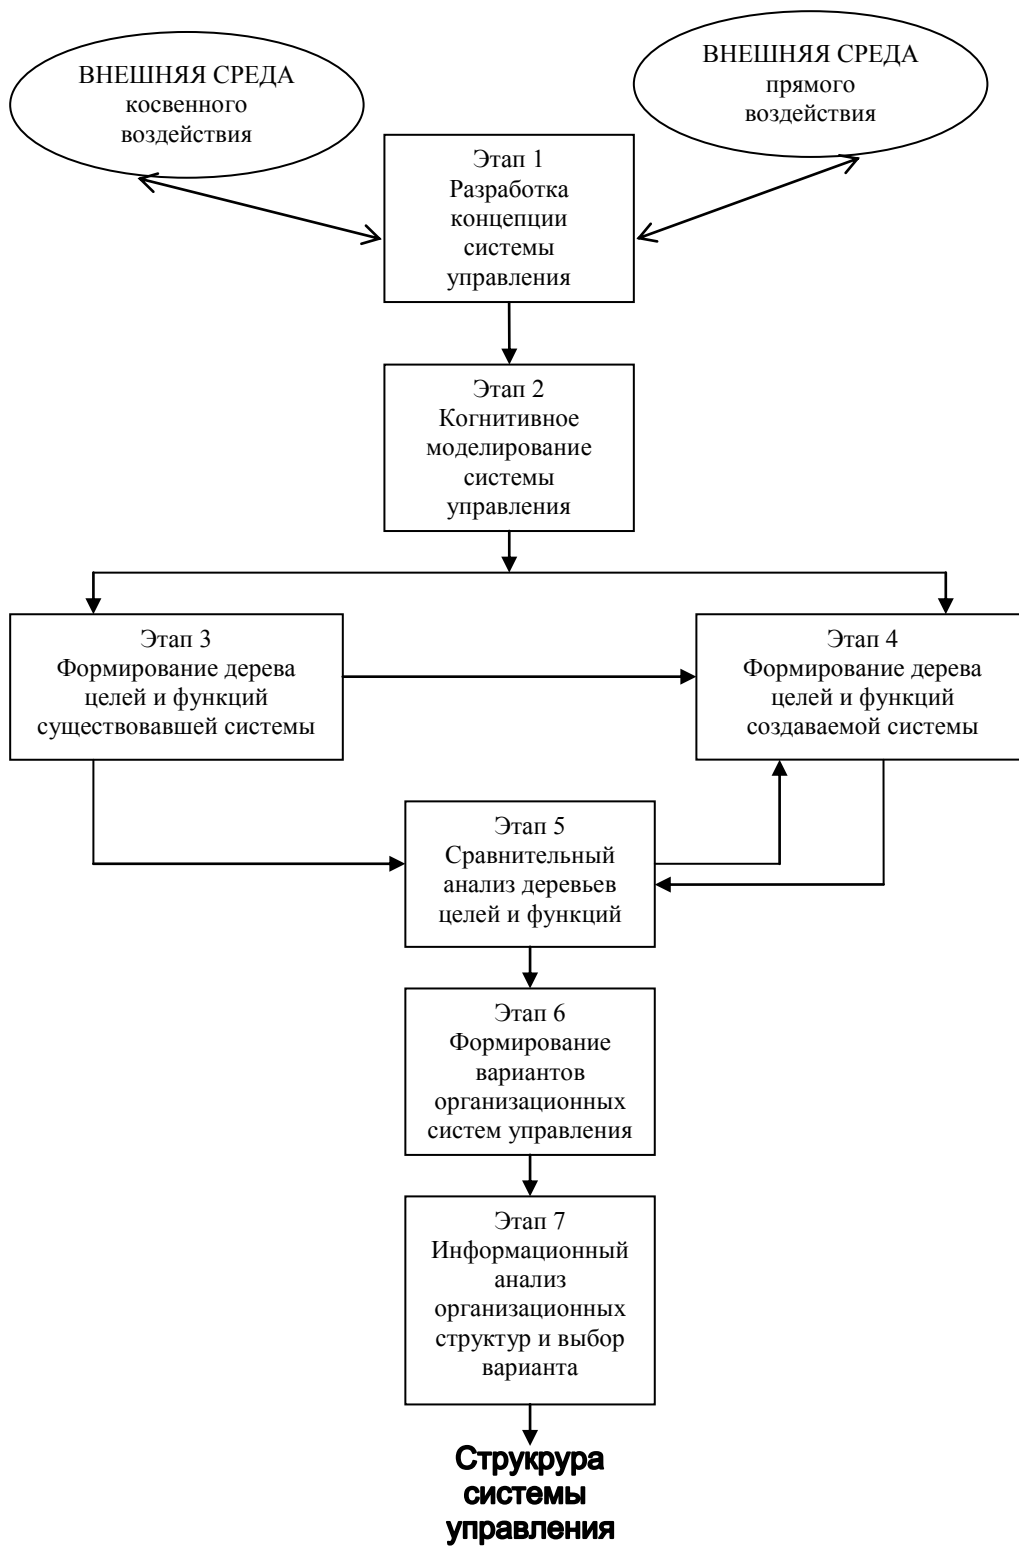 ВНЕШНЯЯ СРЕДА
косвенного
воздействия
ВНЕШНЯЯ СРЕДА
прямого
воздействия
Этап 1
Разработка
концепции
системы
управления
Этап 2
Когнитивное
моделирование
системы
управления
Этап 3
Формирование дерева
целей и функций
существовавшей системы
Этап 4
Формирование дерева
целей и функций
создаваемой системы
Этап 5
Сравнительный
анализ деревьев
целей и функций
Этап 6
Формирование
вариантов
организационных
систем управления
Этап 7
Информационный
анализ
организационных
структур и выбор
варианта
Струкрура
системы
управления